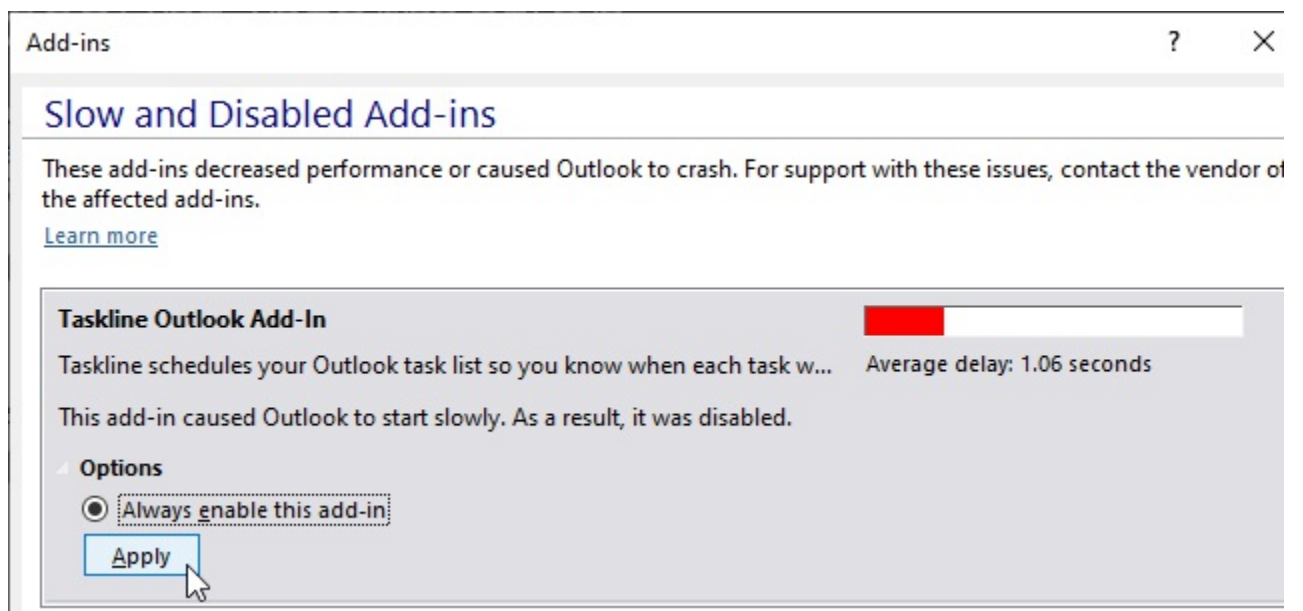 Add-ins
?
Slow and Disabled Add-ins
These add-ins decreased performance or caused Outlook to crash. For support with these issues, contact the vendor of
the affected add-ins.
Learn more
Taskline Outlook Add-In
Taskline schedules your Outlook task list so you know when each task w... Average delay: 1.06 seconds
This add-in caused Outlook to start slowly. As a result, it was disabled.
Options
Always enable this add-in
Apply